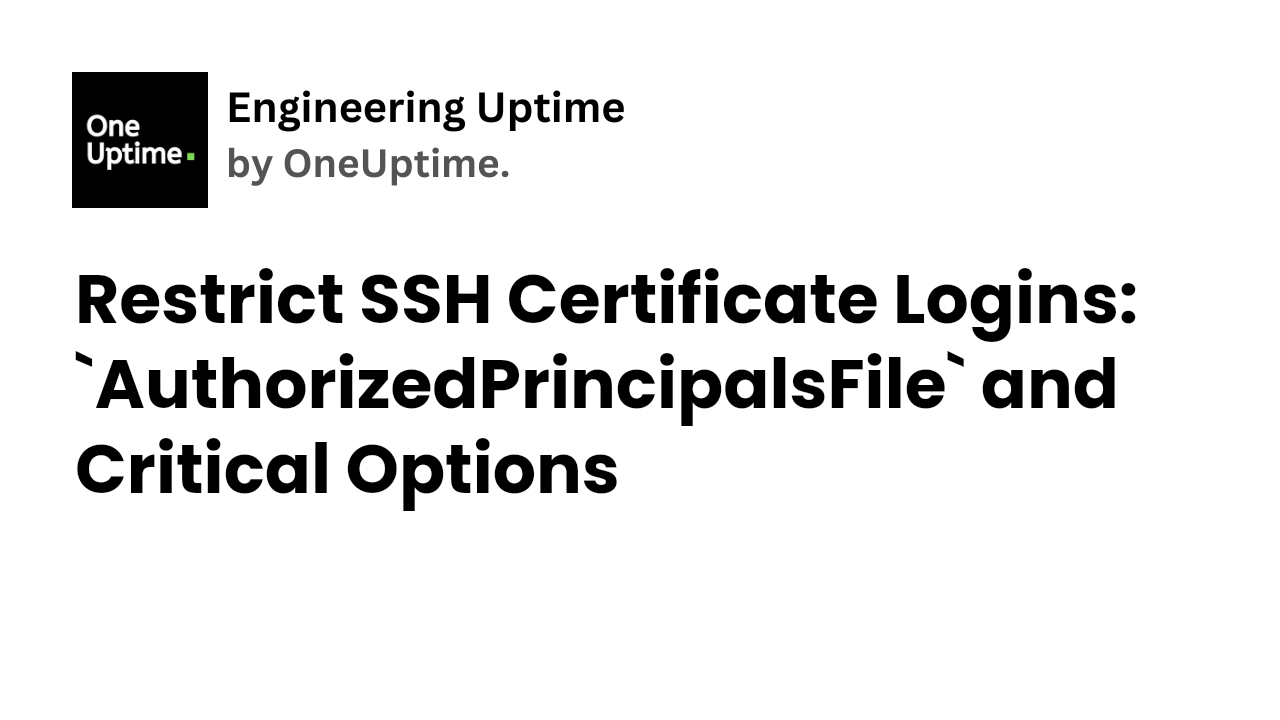 One
Uptime
Engineering Uptime
by OneUptime.
Restrict SSH Certificate Logins:
`AuthorizedPrincipalsFile` and
Critical Options